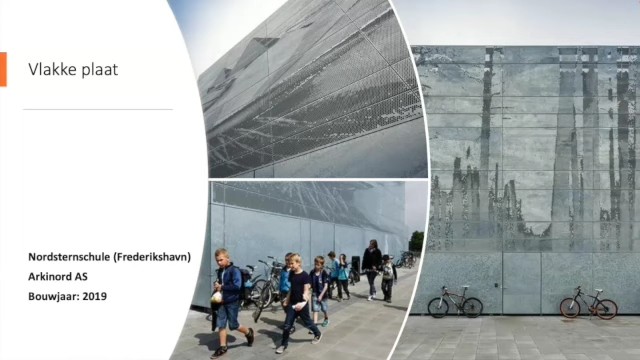 Vlakke plaat
Nordsternschule (Frederikshavn)
Arkinord AS
Bouwjaar: 2019